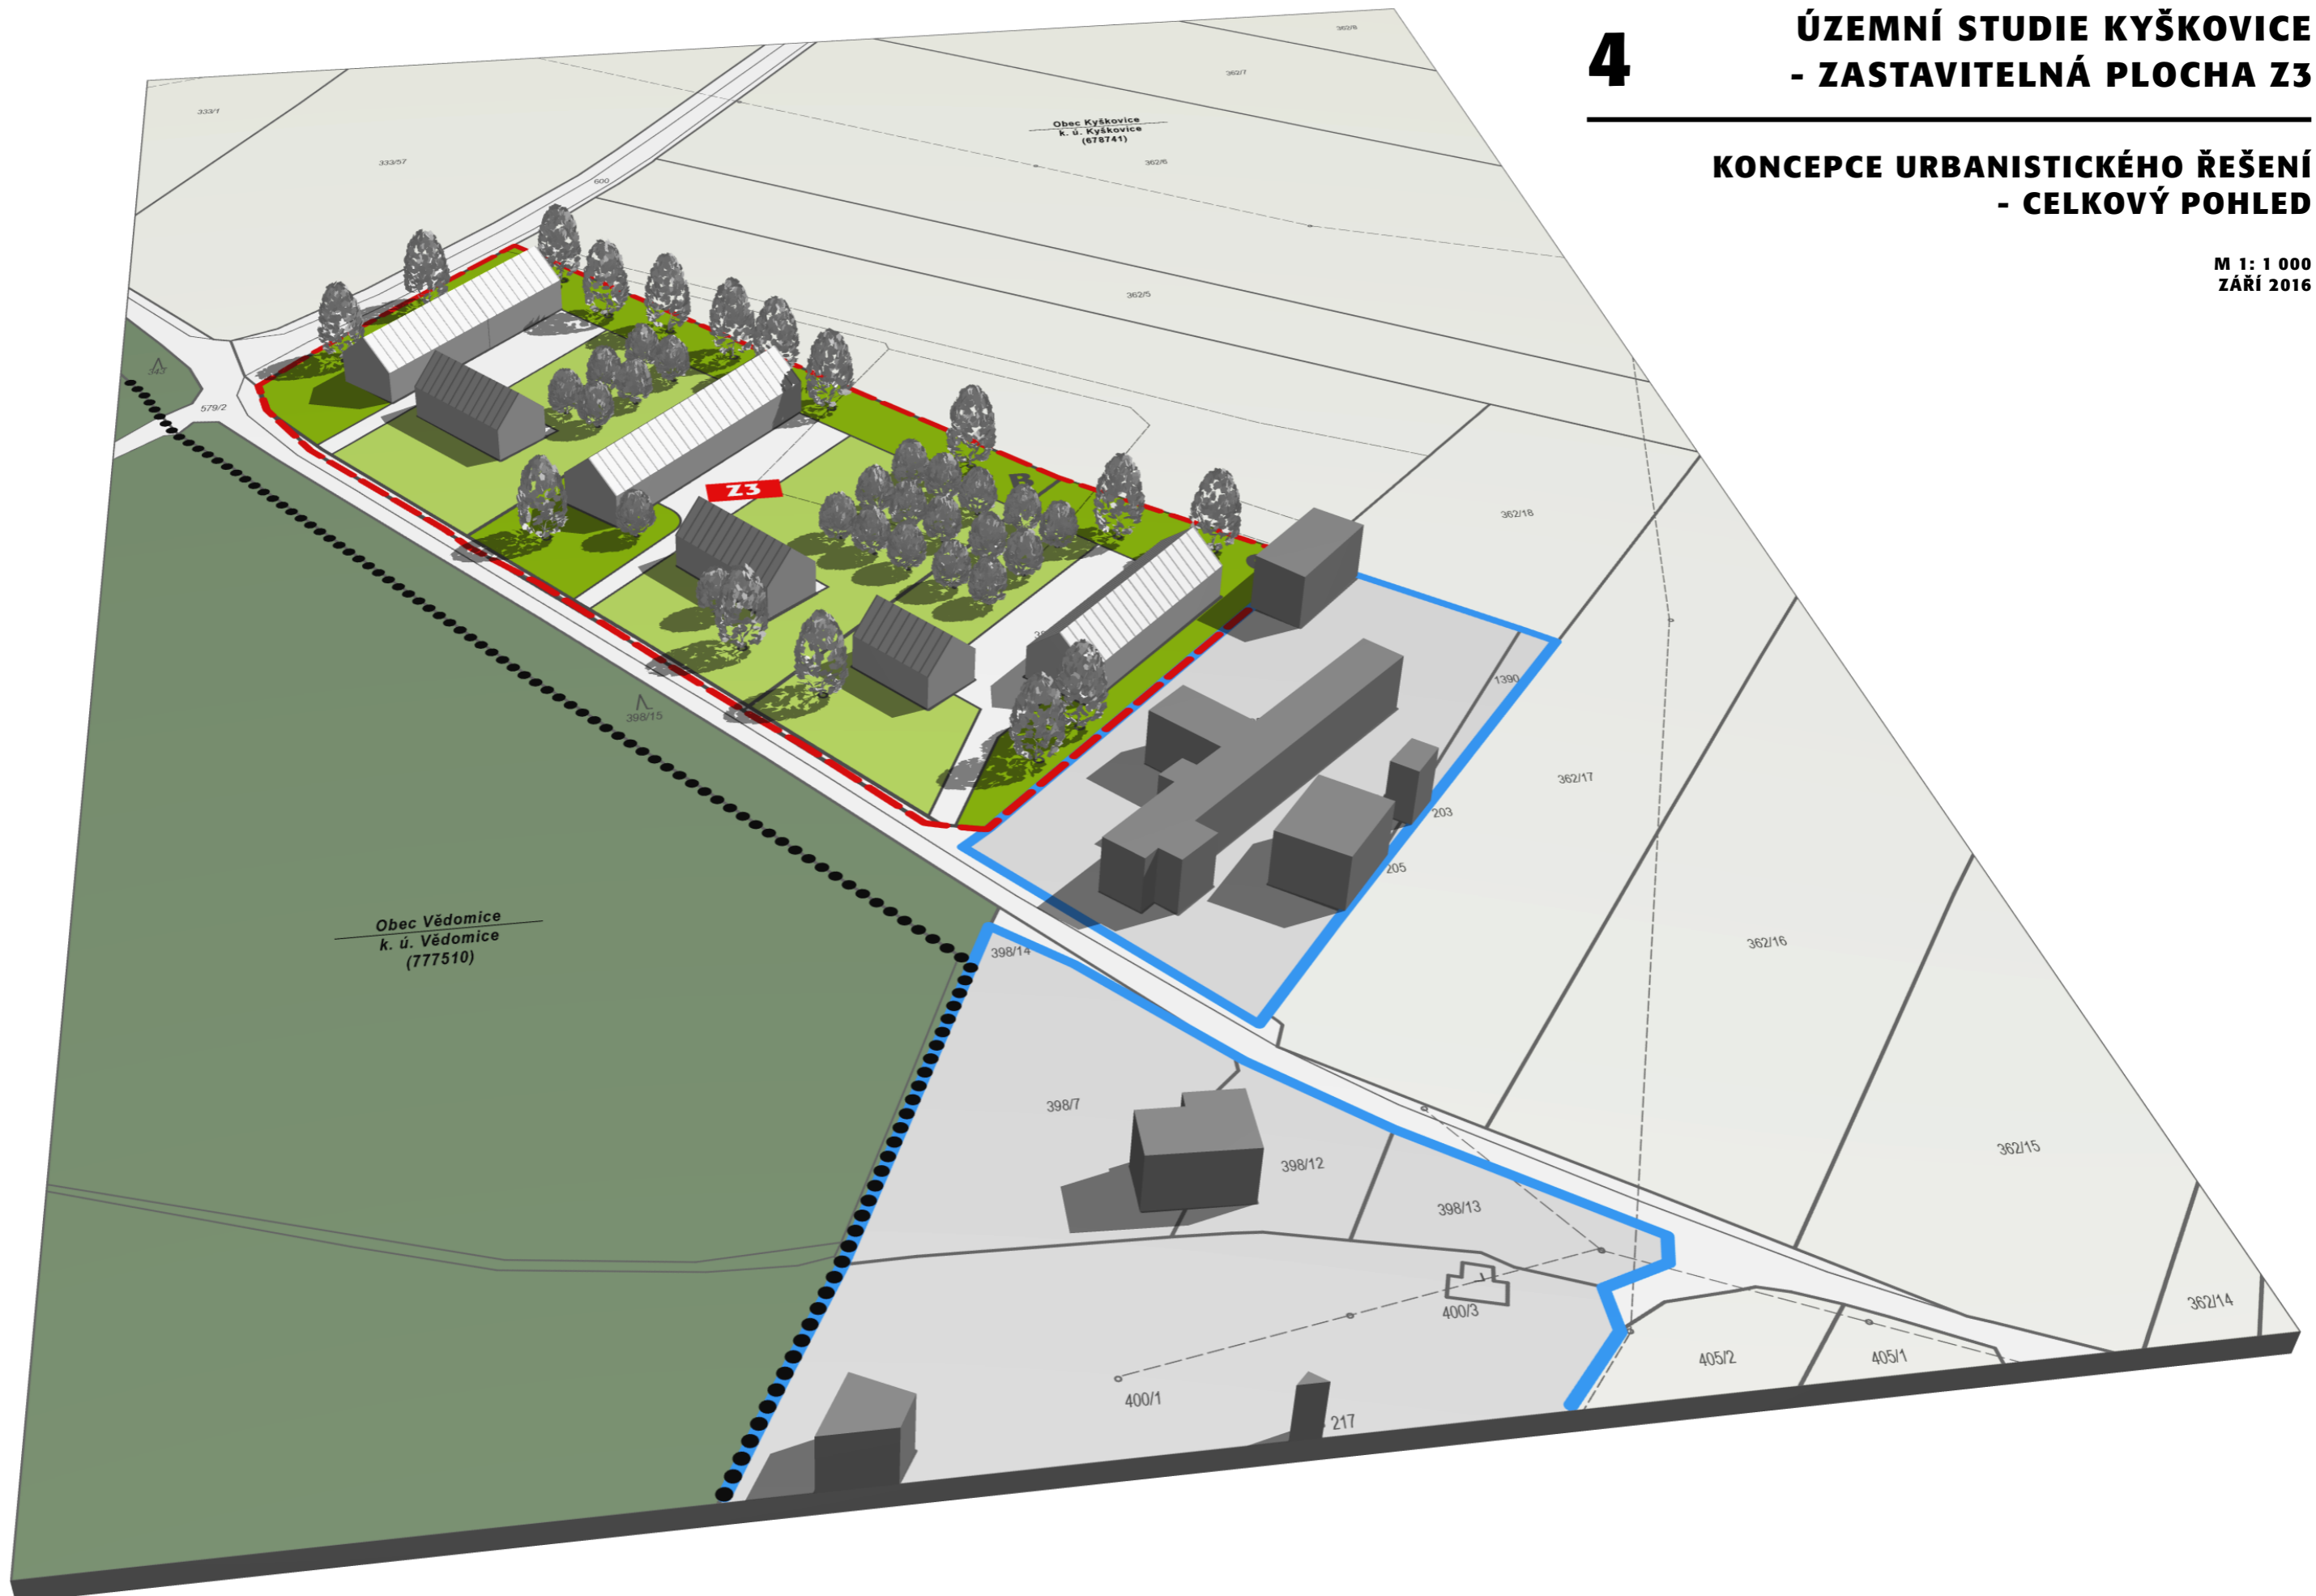 4
ÚZEMNÍ STUDIE KYŠKOVICE
- ZASTAVITELNÁ PLOCHA Z3
KONCEPCE URBANISTICKÉHO ŘEŠENÍ
- CELKOVÝ POHLED
M 1: 1 000
ZÁŘÍ 2016
362/8
362/7
333/1
Obec Kyškovice
k. ú. Kyškovice
(678741)
333/57
362/6
600
362/5
343
579/2
B
Z3
362/18
1390
398/15
362/17
203
205
Obec Vědomice
k. ú. Vědomice
(777510)
398/14
362/16
398/7
398/12
362/15
398/13
400/3
362/14
405/2
405/1
400/1
217